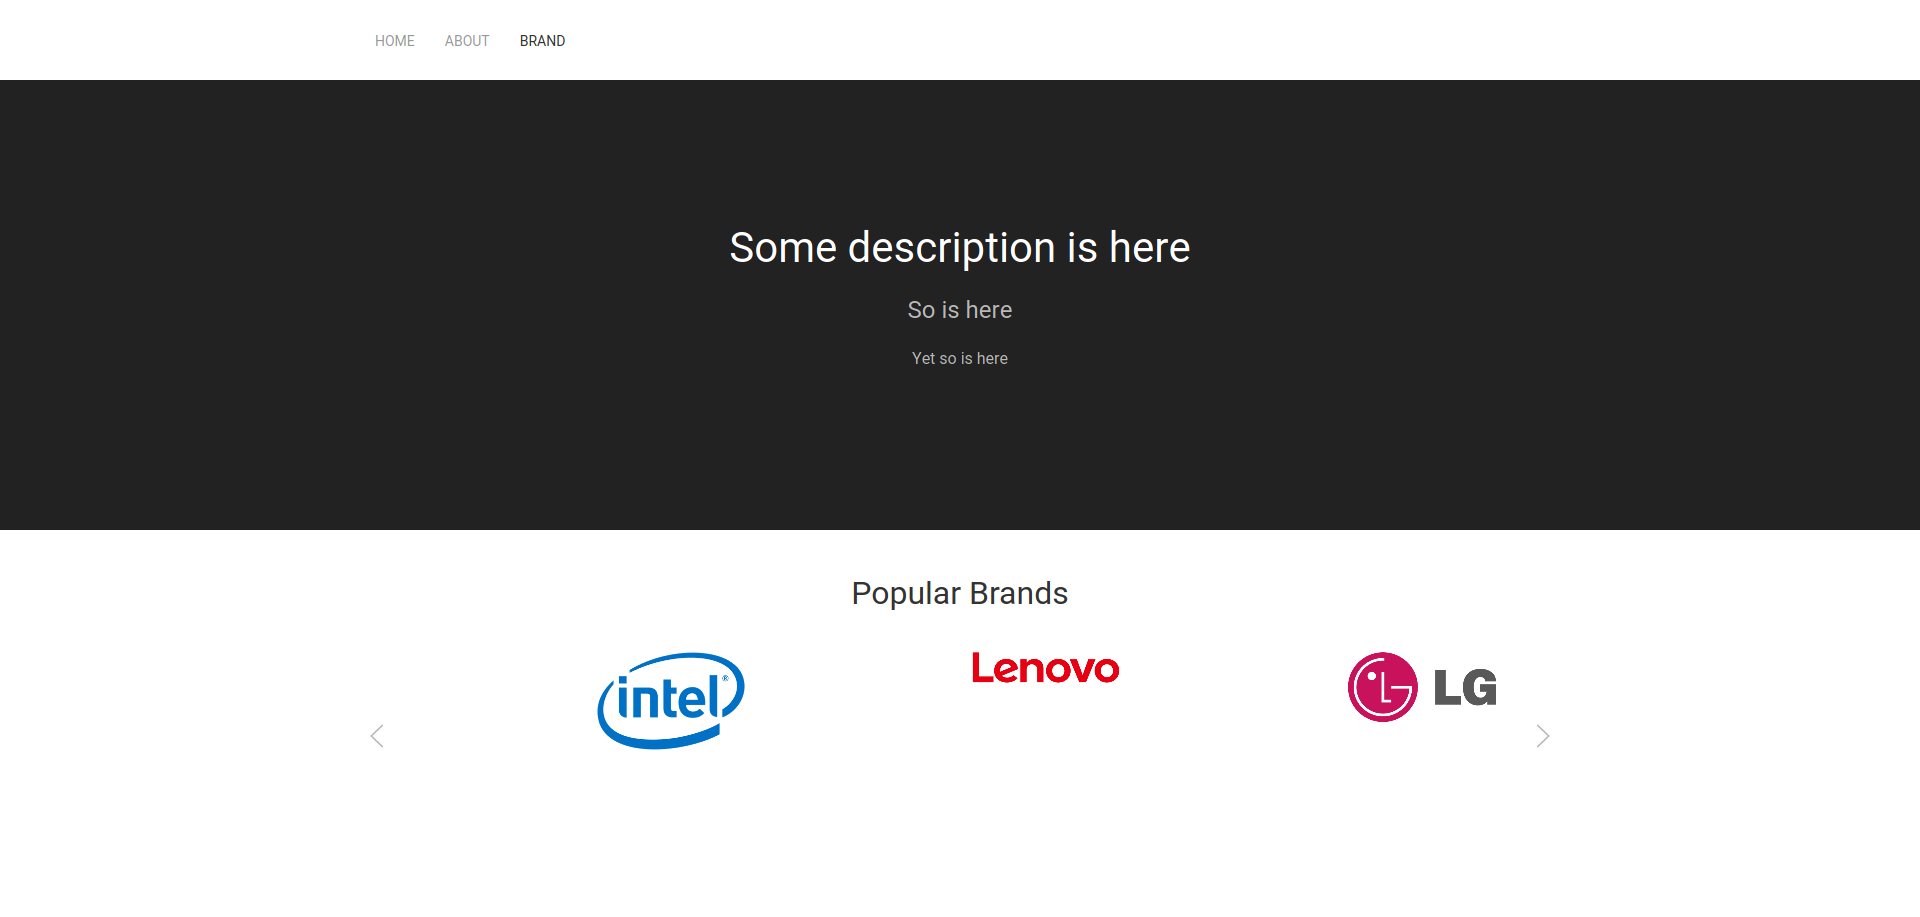 HOME ABOUT BRAND
Some description is here
So is here
Yet so is here
Popular Brands
intel® Lenovo LG LG